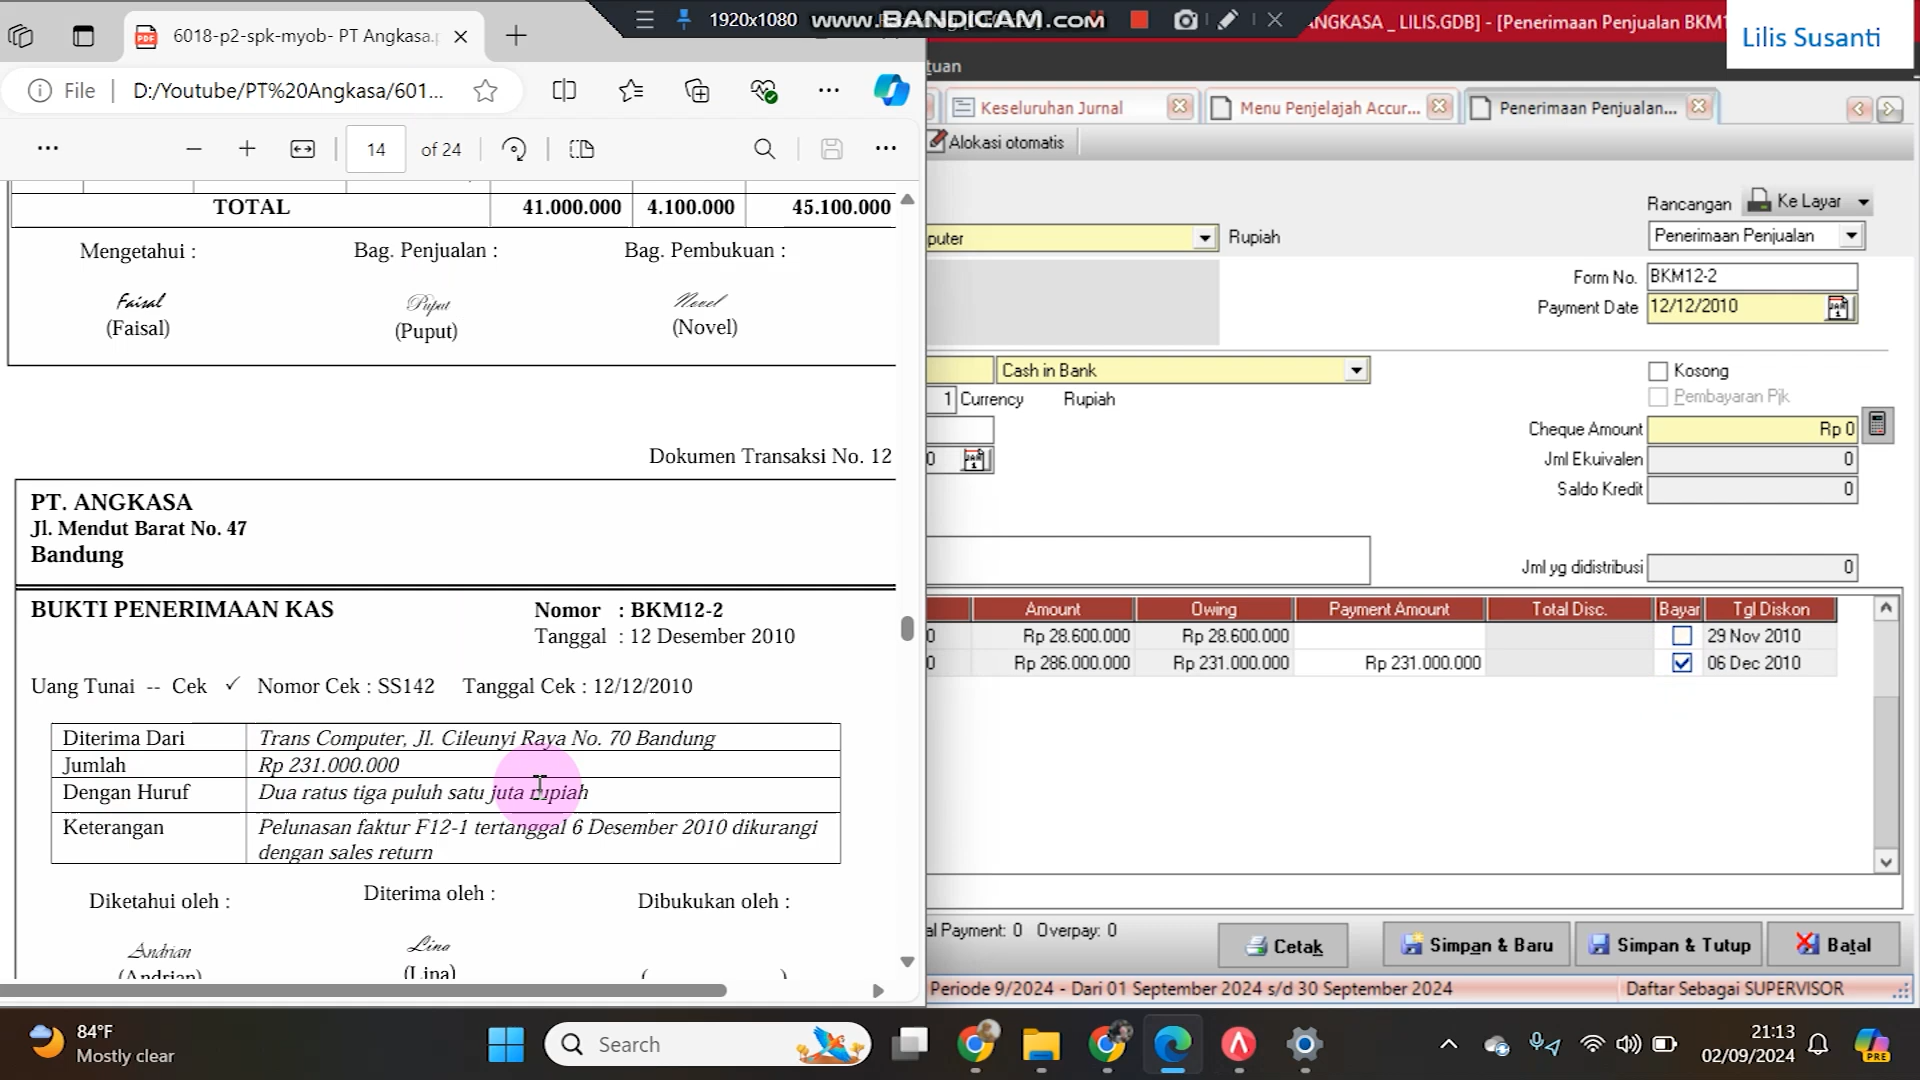 1920x1080
www.BANDICAM.com
NGKASA _ LILIS.GDB] - [Penerimaan Penjualan BKM1
Lilis Susanti
6018-p2-spk-myob- PT Angkasa.p
tuan
File
D:/Youtube/PT%20Angkasa/601...
Keseluruhan Jurnal
Menu Penjelajah Accur...
Penerimaan Penjualan...
14 of 24
Alokasi otomatis
TOTAL 41.000.000 4.100.000 45.100.000
Mengetahui : Bag. Penjualan : Bag. Pembukuan :
Faisal Puput Novel
(Faisal) (Puput) (Novel)
Dokumen Transaksi No. 12
PT. ANGKASA
Jl. Mendut Barat No. 47
Bandung
BUKTI PENERIMAAN KAS Nomor : BKM12-2
Tanggal : 12 Desember 2010
Uang Tunai -- Cek ✓ Nomor Cek : SS142 Tanggal Cek : 12/12/2010
Diterima Dari Trans Computer, Jl. Cileunyi Raya No. 70 Bandung
Jumlah Rp 231.000.000
Dengan Huruf Dua ratus tiga puluh satu juta rupiah
Keterangan Pelunasan faktur F12-1 tertanggal 6 Desember 2010 dikurangi
dengan sales return
Diketahui oleh : Diterima oleh : Dibukukan oleh :
Andrian Lina
(Andrian) (Lina) ( )
Rancangan Ke Layar
puter Rupiah Penerimaan Penjualan
Form No. BKM12-2
Payment Date 12/12/2010
Cash in Bank Kosong
1 Currency Rupiah Pembayaran Pjk
Cheque Amount Rp 0
0 Jml Ekuivalen 0
Saldo Kredit 0
Jml yg didistribusi 0
Amount Owing Payment Amount Total Disc. Bayar Tgl Diskon
0 Rp 28.600.000 Rp 28.600.000 29 Nov 2010
0 Rp 286.000.000 Rp 231.000.000 Rp 231.000.000 06 Dec 2010
al Payment: 0 Overpay: 0
Cetak Simpan & Baru Simpan & Tutup Batal
Periode 9/2024 - Dari 01 September 2024 s/d 30 September 2024 Daftar Sebagai SUPERVISOR
84°F
Mostly clear
Search
21:13
02/09/2024
PRE